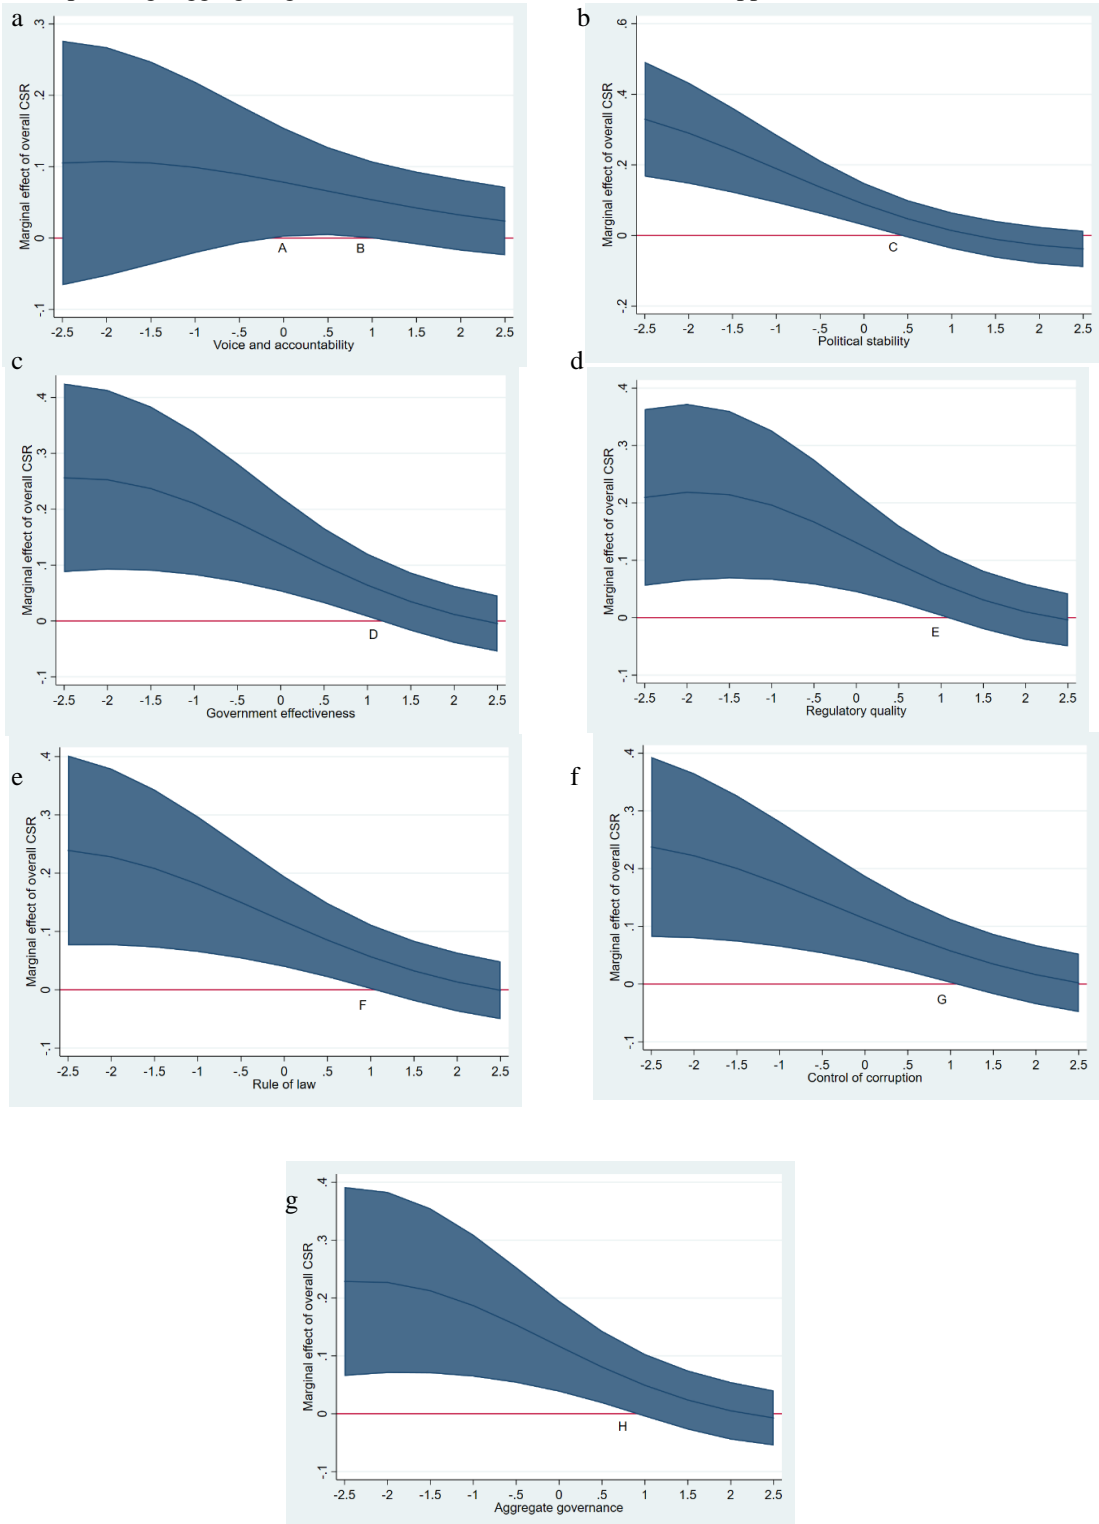 a
Marginal effect of overall CSR
.3
.2
.1
0
-.1
A
B
-2.5 -2 -1.5 -1 -.5 0 .5 1 1.5 2 2.5
Voice and accountability
b
Marginal effect of overall CSR
.6
.4
.2
0
-.2
C
-2.5 -2 -1.5 -1 -.5 0 .5 1 1.5 2 2.5
Political stability
c
Marginal effect of overall CSR
.4
.3
.2
.1
0
-.1
D
-2.5 -2 -1.5 -1 -.5 0 .5 1 1.5 2 2.5
Government effectiveness
d
Marginal effect of overall CSR
.4
.3
.2
.1
0
-.1
E
-2.5 -2 -1.5 -1 -.5 0 .5 1 1.5 2 2.5
Regulatory quality
e
Marginal effect of overall CSR
.4
.3
.2
.1
0
-.1
F
-2.5 -2 -1.5 -1 -.5 0 .5 1 1.5 2 2.5
Rule of law
f
Marginal effect of overall CSR
.4
.3
.2
.1
0
-.1
G
-2.5 -2 -1.5 -1 -.5 0 .5 1 1.5 2 2.5
Control of corruption
g
Marginal effect of overall CSR
.4
.3
.2
.1
0
-.1
H
-2.5 -2 -1.5 -1 -.5 0 .5 1 1.5 2 2.5
Aggregate governance